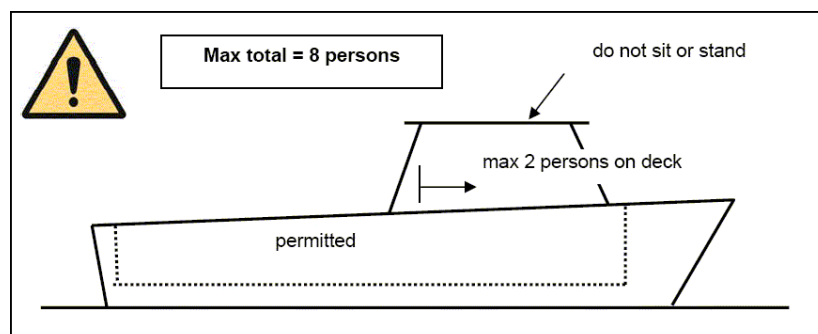 Max total = 8 persons
do not sit or stand
max 2 persons on deck
permitted